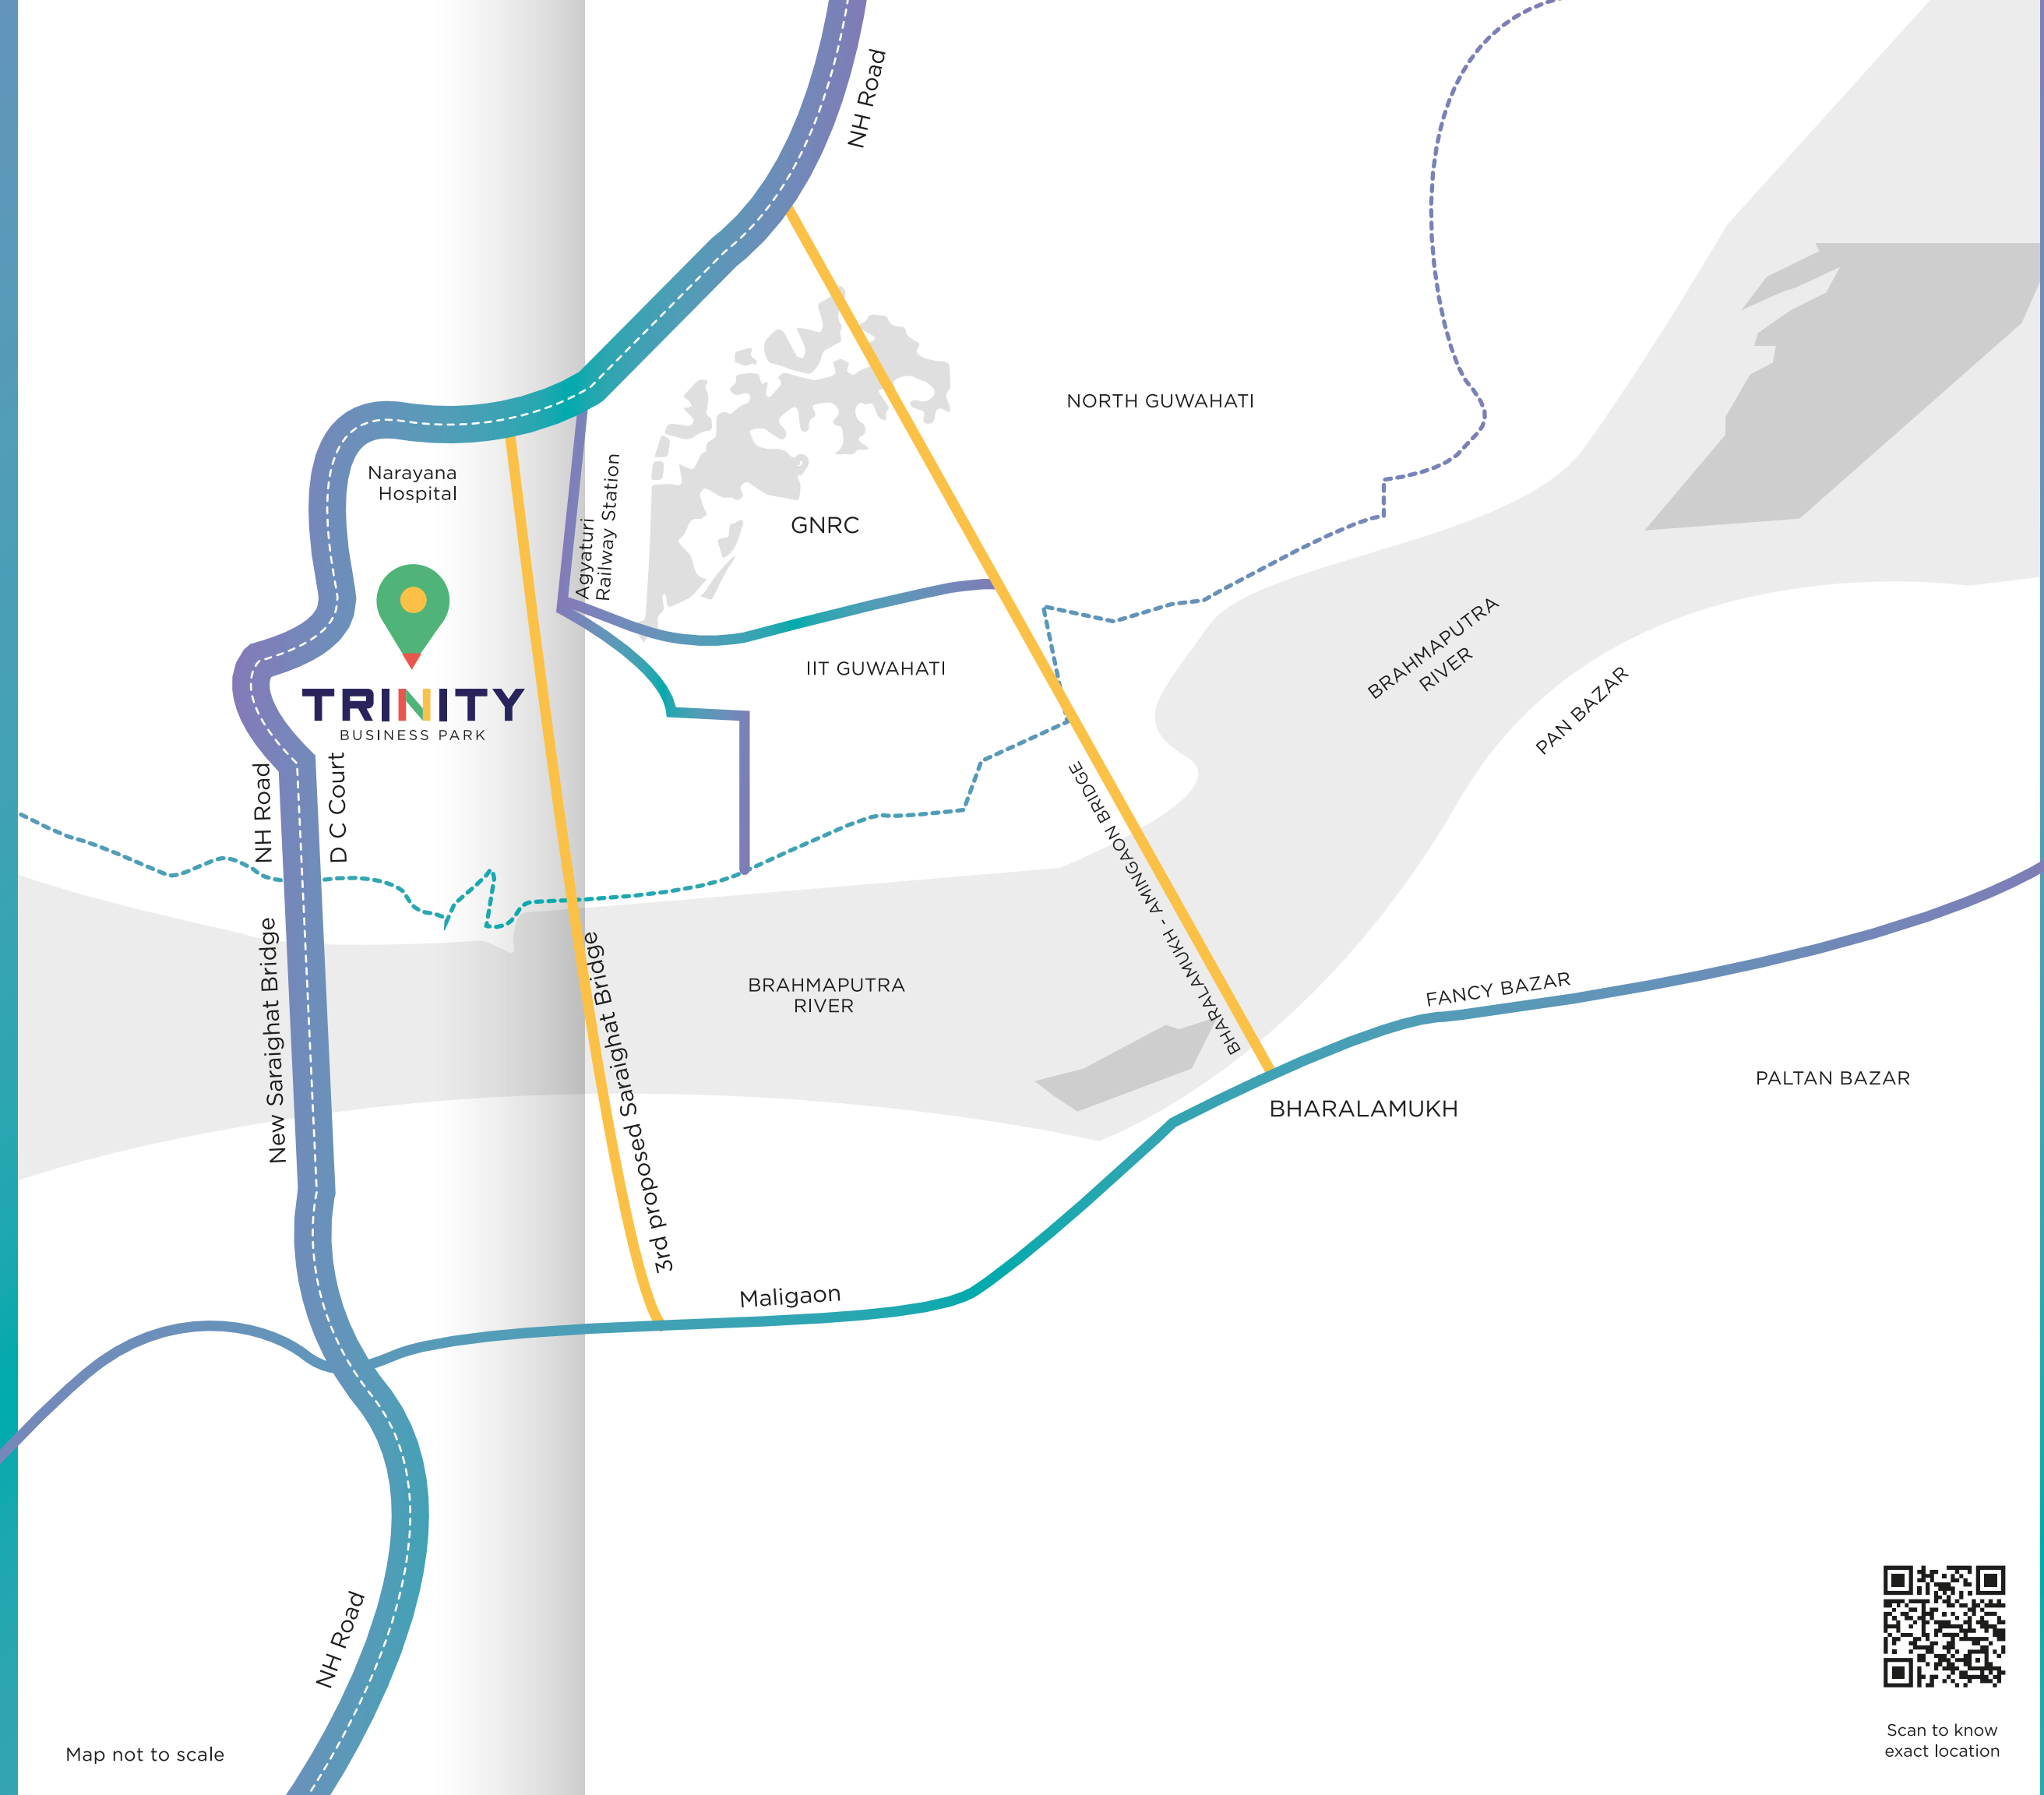 NH Road
NORTH GUWAHATI
Narayana
Hospital
Agyaturi
Railway Station
GNRC
IIT GUWAHATI
BRAHMAPUTRA
RIVER
PAN BAZAR
TRINITY
BUSINESS PARK
NH Road
D C Court
BHARALAMUKH - AMINGAON BRIDGE
New Saraighat Bridge
3rd proposed Saraighat Bridge
BRAHMAPUTRA
RIVER
FANCY BAZAR
PALTAN BAZAR
BHARALAMUKH
Maligaon
NH Road
Map not to scale
Scan to know
exact location